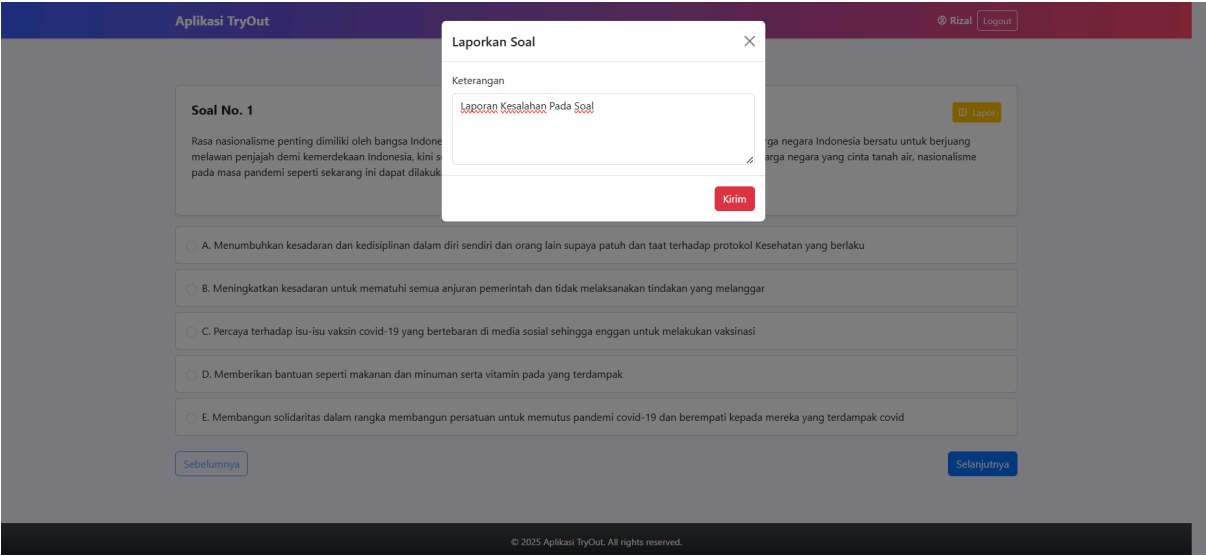 Aplikasi TryOut
Rizal
Logout
Laporkan Soal
Keterangan
Laporan Kesalahan Pada Soal
Kirim
Soal No. 1
Lapor
Rasa nasionalisme penting dimiliki oleh bangsa Indone
rga negara Indonesia bersatu untuk berjuang
melawan penjajah demi kemerdekaan Indonesia, kini s
arga negara yang cinta tanah air, nasionalisme
pada masa pandemi seperti sekarang ini dapat dilakuk
A. Menumbuhkan kesadaran dan kedisiplinan dalam diri sendiri dan orang lain supaya patuh dan taat terhadap protokol Kesehatan yang berlaku
B. Meningkatkan kesadaran untuk mematuhi semua anjuran pemerintah dan tidak melaksanakan tindakan yang melanggar
C. Percaya terhadap isu-isu vaksin covid-19 yang bertebaran di media sosial sehingga enggan untuk melakukan vaksinasi
D. Memberikan bantuan seperti makanan dan minuman serta vitamin pada yang terdampak
E. Membangun solidaritas dalam rangka membangun persatuan untuk memutus pandemi covid-19 dan berempati kepada mereka yang terdampak covid
Sebelumnya
Selanjutnya
© 2025 Aplikasi TryOut. All rights reserved.